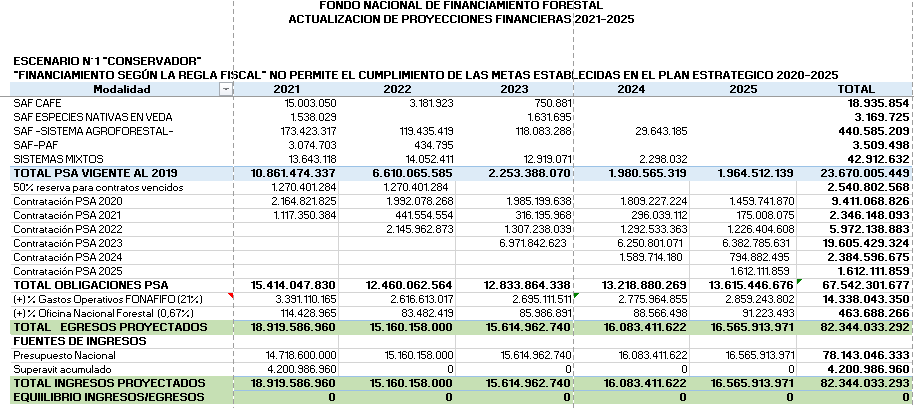 FONDO NACIONAL DE FINANCIAMIENTO FORESTAL
ACTUALIZACION DE PROYECCIONES FINANCIERAS 2021-2025
ESCENARIO N°1 "CONSERVADOR"
"FINANCIAMIENTO SEGÚN LA REGLA FISCAL" NO PERMITE EL CUMPLIMIENTO DE LAS METAS ESTABLECIDAS EN EL PLAN ESTRATEGICO 2020-2025
Modalidad 2021 2022 2023 2024 2025 TOTAL
SAF CAFE 15.003.050 3.181.923 750.881 18.935.854
SAF ESPECIES NATIVAS EN VEDA 1.538.029 1.631.695 3.169.725
SAF -SISTEMA AGROFORESTAL- 173.423.317 119.435.419 118.083.288 29.643.185 440.585.209
SAF-PAF 3.074.703 434.795 3.509.498
SISTEMAS MIXTOS 13.643.118 14.052.411 12.919.071 2.298.032 42.912.632
TOTAL PSA VIGENTE AL 2019 10.861.474.337 6.610.065.585 2.253.388.070 1.980.565.319 1.964.512.139 23.670.005.449
50% reserva para contratos vencidos 1.270.401.284 1.270.401.284 2.540.802.568
Contratación PSA 2020 2.164.821.825 1.992.078.268 1.985.199.638 1.809.227.224 1.459.741.870 9.411.068.826
Contratación PSA 2021 1.117.350.384 441.554.554 316.195.968 296.039.112 175.008.075 2.346.148.093
Contratación PSA 2022 2.145.962.873 1.307.238.039 1.292.533.363 1.226.404.608 5.972.138.883
Contratación PSA 2023 6.971.842.623 6.250.801.071 6.382.785.631 19.605.429.324
Contratación PSA 2024 1.589.714.180 794.882.495 2.384.596.675
Contratación PSA 2025 1.612.111.859 1.612.111.859
TOTAL OBLIGACIONES PSA 15.414.047.830 12.460.062.564 12.833.864.338 13.218.880.269 13.615.446.676 67.542.301.677
(+) % Gastos Operativos FONAFIFO (21%) 3.391.110.165 2.616.613.017 2.695.111.511 2.775.964.855 2.859.243.802 14.338.043.350
(+) % Oficina Nacional Forestal (0,67%) 114.428.965 83.482.419 85.986.891 88.566.498 91.223.493 463.688.266
TOTAL EGRESOS PROYECTADOS 18.919.586.960 15.160.158.000 15.614.962.740 16.083.411.622 16.565.913.971 82.344.033.292
FUENTES DE INGRESOS
Presupuesto Nacional 14.718.600.000 15.160.158.000 15.614.962.740 16.083.411.622 16.565.913.971 78.143.046.333
Superavit acumulado 4.200.986.960 0 0 0 0 4.200.986.960
TOTAL INGRESOS PROYECTADOS 18.919.586.960 15.160.158.000 15.614.962.740 16.083.411.622 16.565.913.971 82.344.033.293
EQUIILIBRIO INGRESOS/EGRESOS 0 0 0 0 0 0